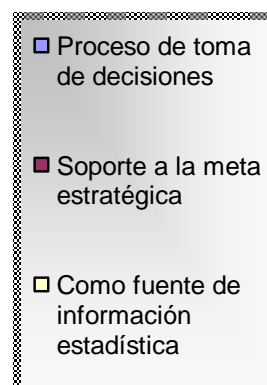 Proceso de toma
de decisiones
Soporte a la meta
estratégica
Como fuente de
información
estadística